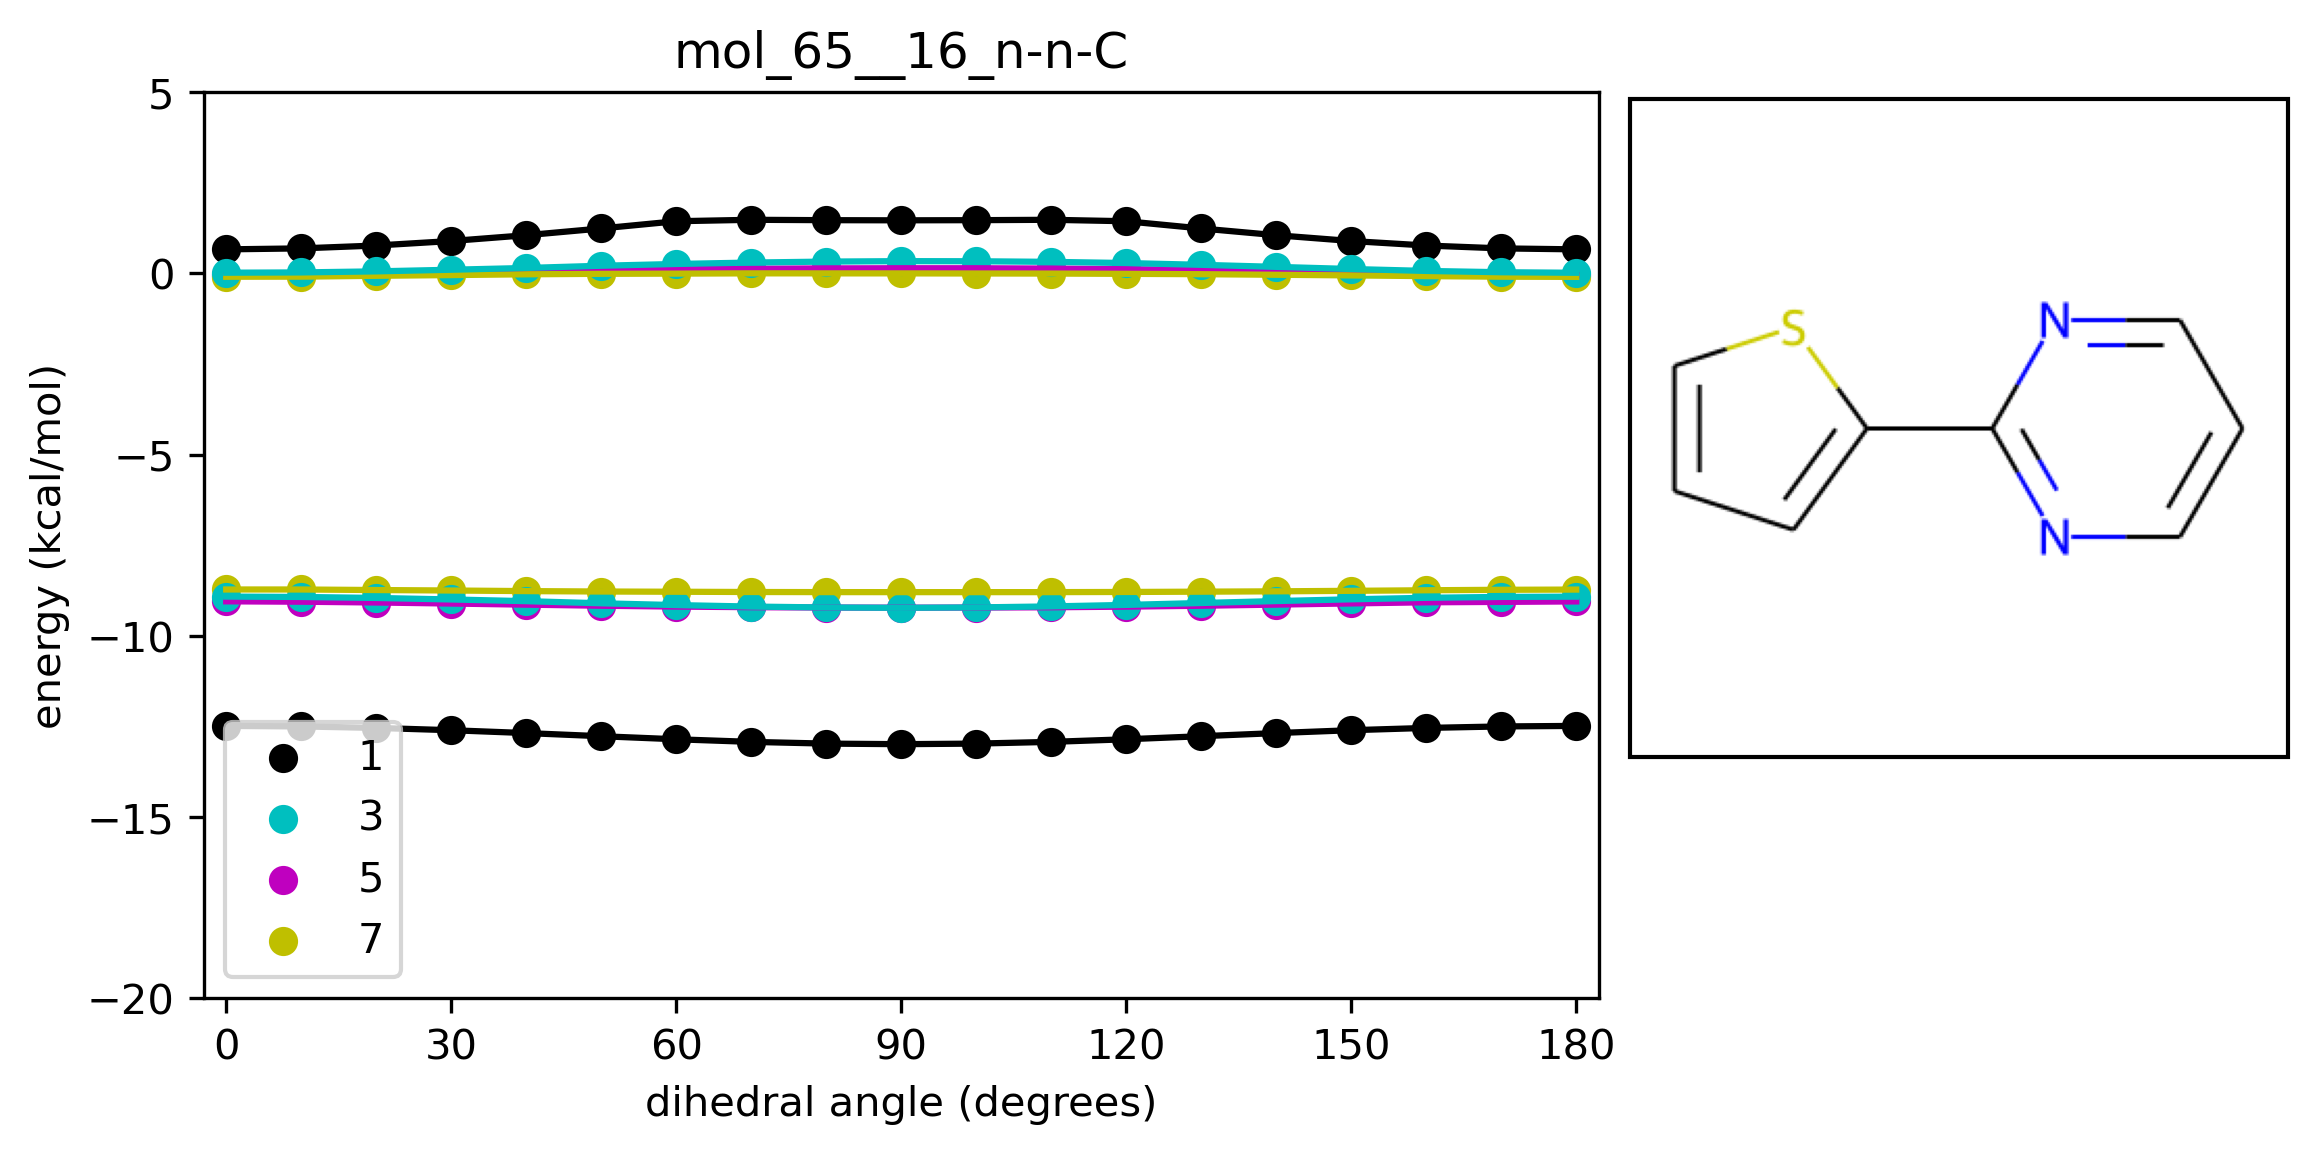 mol_65__16_n-n-C
5
0
−5
−10
−15
−20
energy (kcal/mol)
1
3
5
7
0 30 60 90 120 150 180
dihedral angle (degrees)
S
N
N